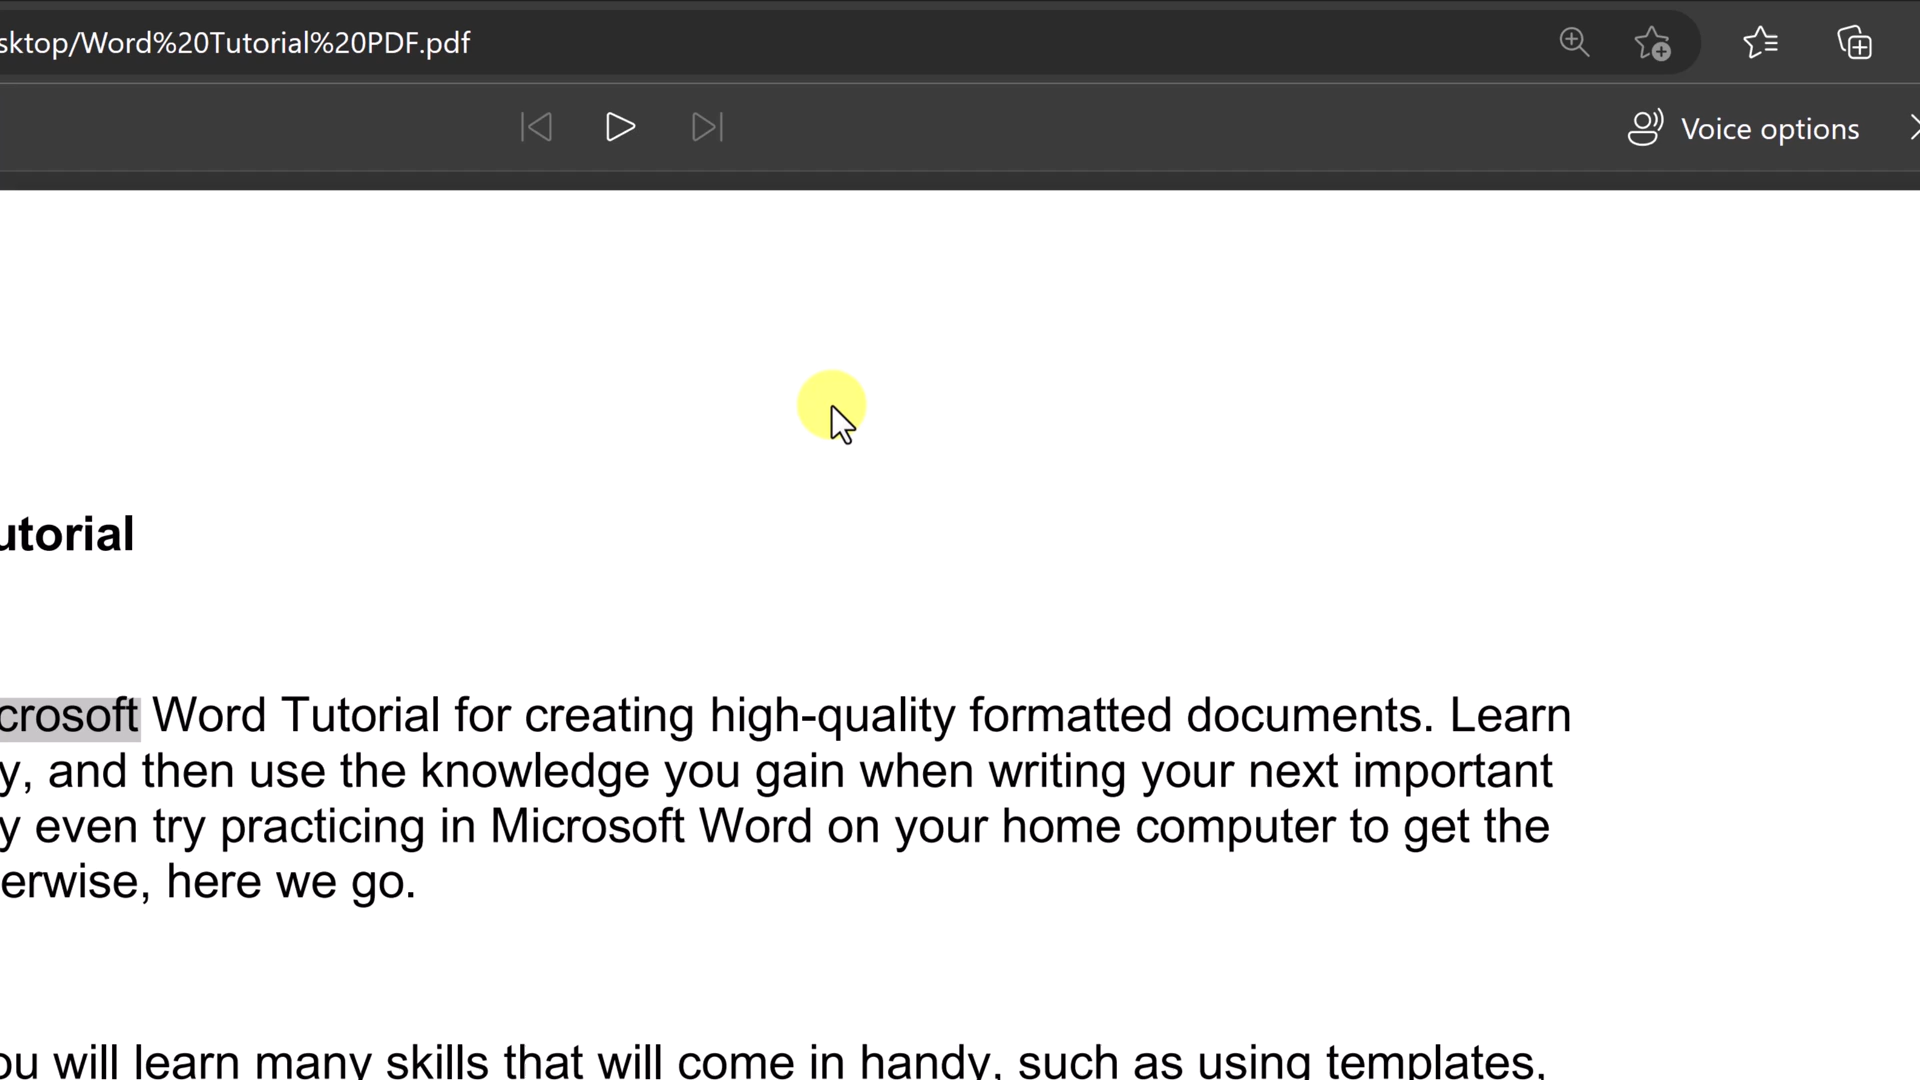 sktop/Word%20Tutorial%20PDF.pdf
Voice options
utorial
crosoft Word Tutorial for creating high-quality formatted documents. Learn
y, and then use the knowledge you gain when writing your next important
y even try practicing in Microsoft Word on your home computer to get the
erwise, here we go.
ou will learn many skills that will come in handy, such as using templates,